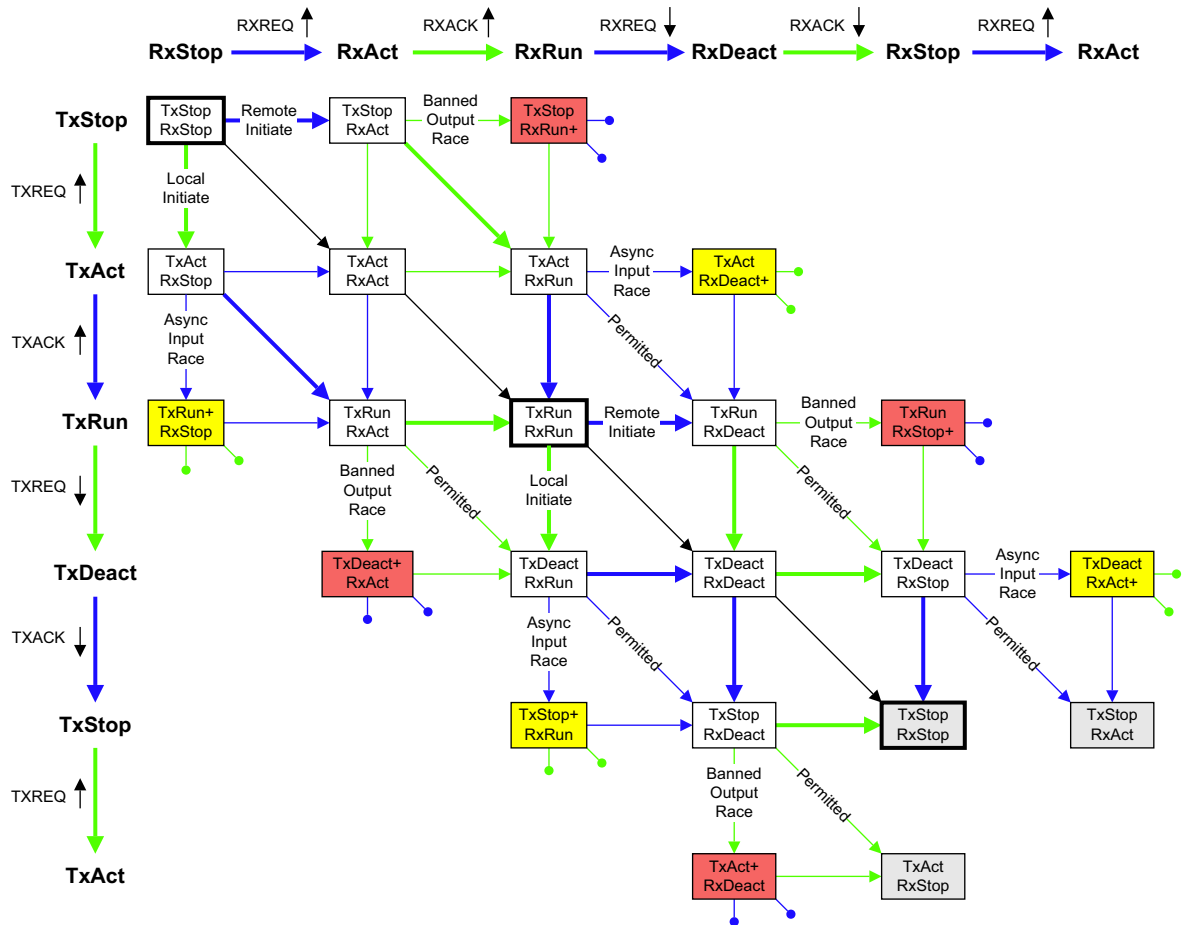 RXREQ
RXACK
RXREQ
RXACK
RXREQ
RxStop
RxAct
RxRun
RxDeact
RxStop
RxAct
TxStop
TxStop
RxStop
Remote
Initiate
TxStop
RxAct
Banned
Output
Race
TxStop
RxRun+
TXREQ
Local
Initiate
TxAct
TxAct
RxStop
TxAct
RxAct
TxAct
RxRun
Async
Input
Race
TxAct
RxDeact+
TXACK
Async
Input
Race
Permitted
TxRun
TxRun+
RxStop
TxRun
RxAct
TxRun
RxRun
Remote
Initiate
TxRun
RxDeact
Banned
Output
Race
TxRun
RxStop+
TXREQ
Banned
Output
Race
Permitted
Local
Initiate
Permitted
TxDeact
TxDeact+
RxAct
TxDeact
RxRun
TxDeact
RxDeact
TxDeact
RxStop
Async
Input
Race
TxDeact
RxAct+
TXACK
Async
Input
Race
Permitted
Permitted
TxStop
TxStop+
RxRun
TxStop
RxDeact
TxStop
RxStop
TxStop
RxAct
TXREQ
Banned
Output
Race
Permitted
TxAct
TxAct+
RxDeact
TxAct
RxStop